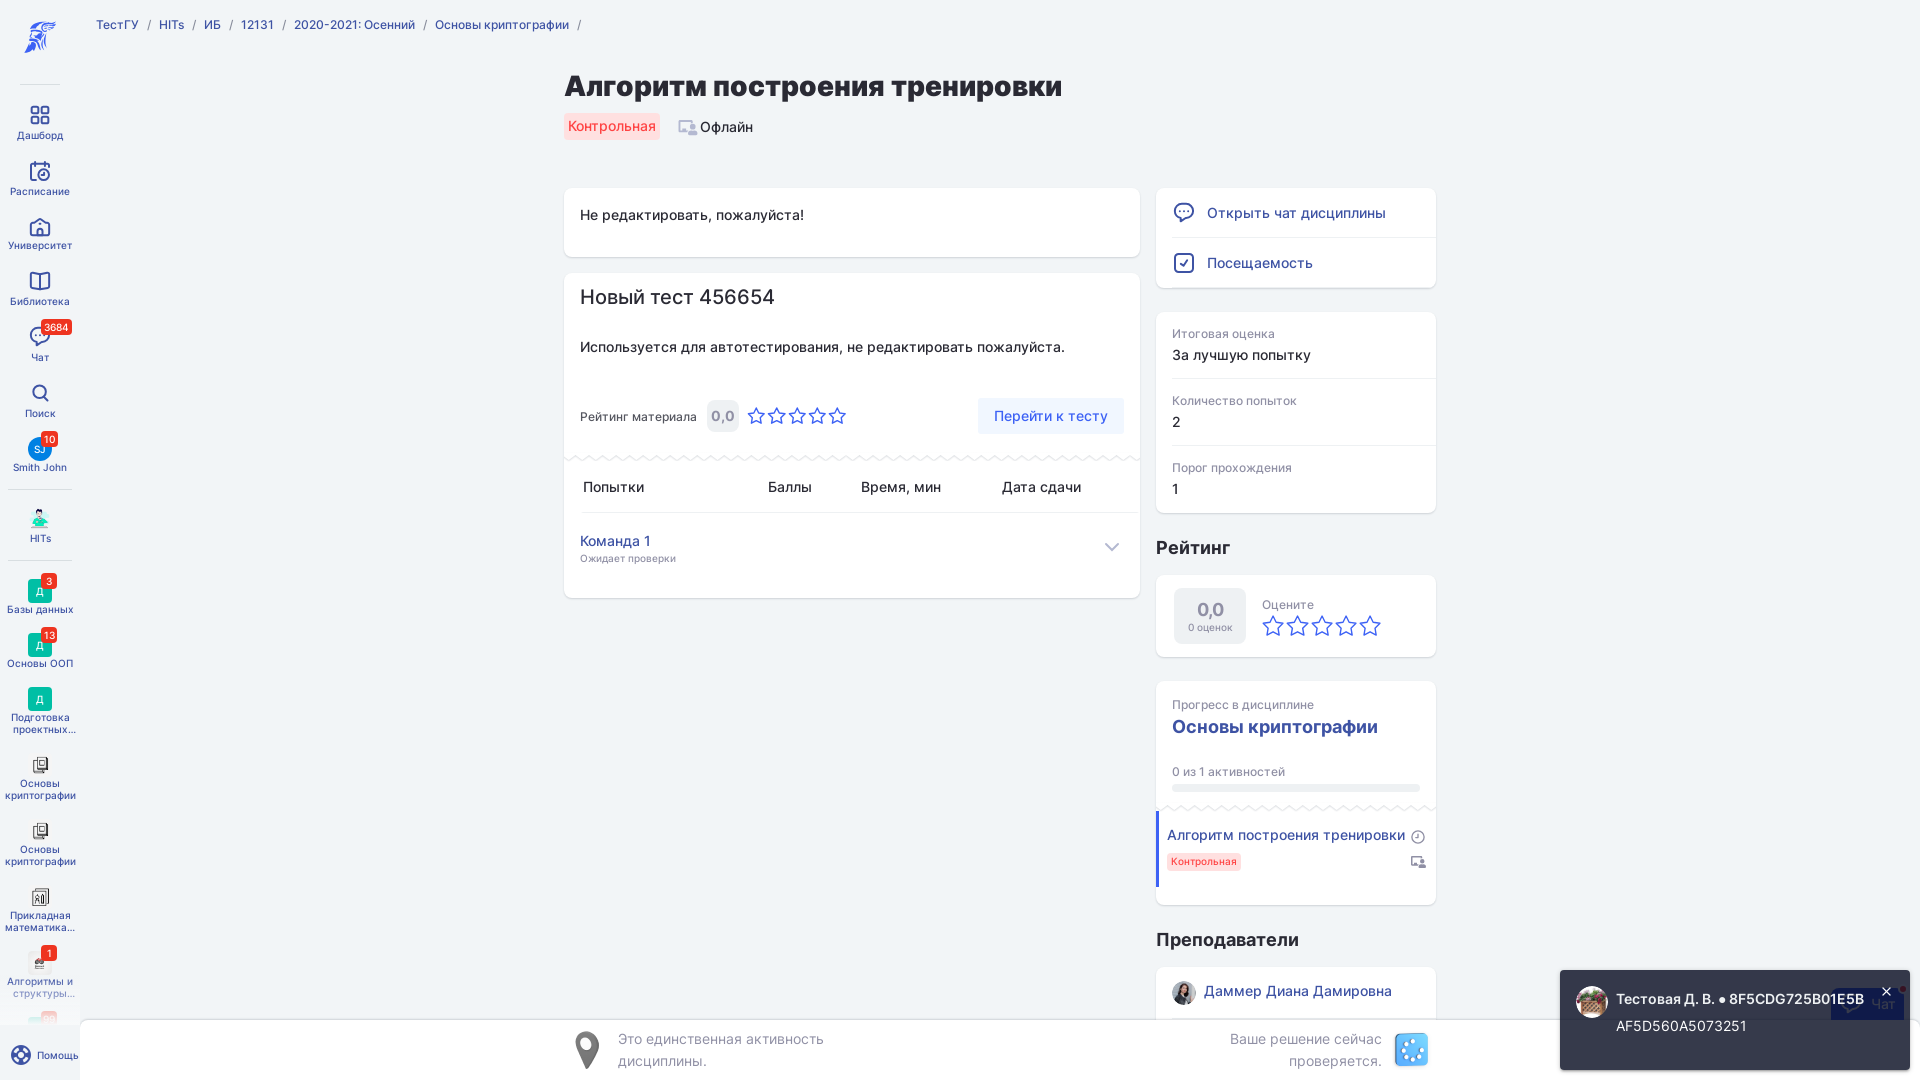 ТестГУ / HITs / ИБ / 12131 / 2020-2021: Осенний / Основы криптографии /
Дашборд
Расписание
Университет
Библиотека
3684
Чат
Поиск
10
SJ
Smith John
HITs
3
Д
Базы данных
13
Д
Основы ООП
Д
Подготовка
проектных...
Основы
криптографии
Основы
криптографии
Прикладная
математика...
1
Алгоритмы и
структуры...
Помощь
Алгоритм построения тренировки
Контрольная
Офлайн
Не редактировать, пожалуйста!
Новый тест 456654
Используется для автотестирования, не редактировать пожалуйста.
Рейтинг материала 0,0
Перейти к тесту
Попытки Баллы Время, мин Дата сдачи
Команда 1
Ожидает проверки
Открыть чат дисциплины
Посещаемость
Итоговая оценка
За лучшую попытку
Количество попыток
2
Порог прохождения
1
Рейтинг
0,0
0 оценок
Оцените
Прогресс в дисциплине
Основы криптографии
0 из 1 активностей
Алгоритм построения тренировки
Контрольная
Преподаватели
Даммер Диана Дамировна
Это единственная активность
дисциплины.
Ваше решение сейчас
проверяется.
Тестовая Д. В. ● 8F5CDG725B01E5B
AF5D560A5073251
Чат